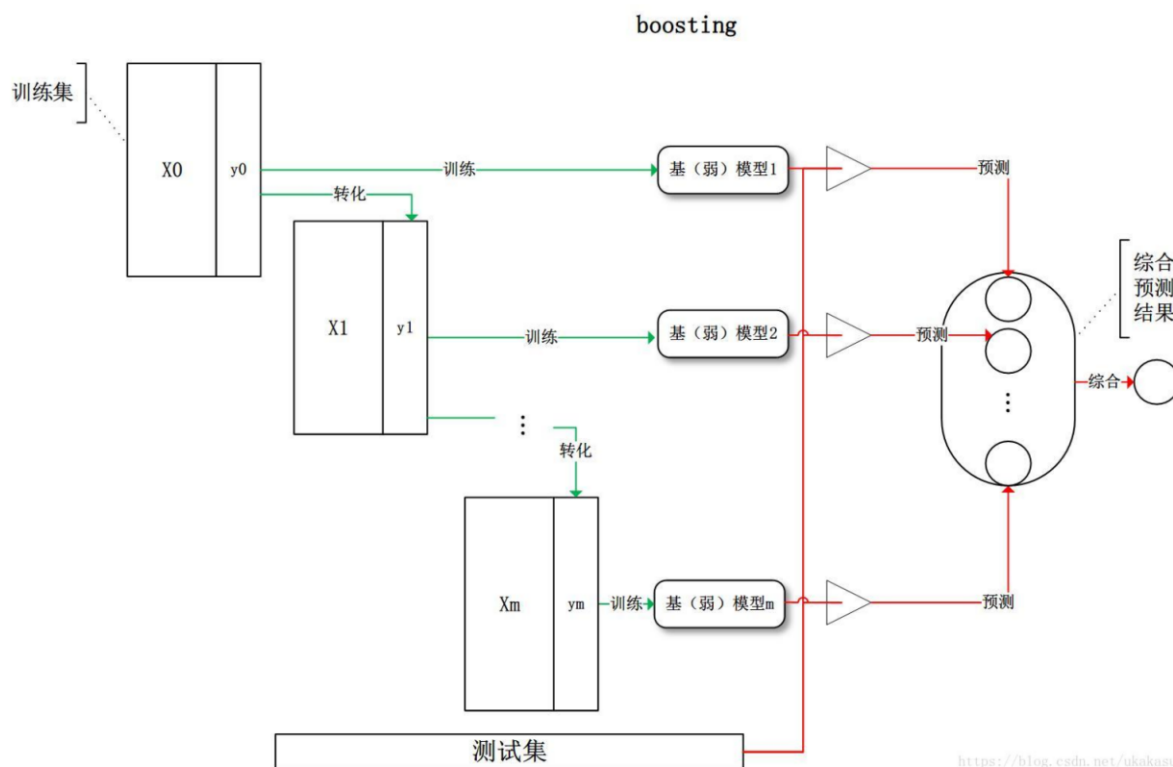 boosting
训练集
X0
y0
训练
基（弱）模型1
预测
转化
综合
预测
结果
X1
y1
训练
基（弱）模型2
预测
⋮
综合
⋮
转化
Xm
ym
训练
基（弱）模型m
预测
测试集